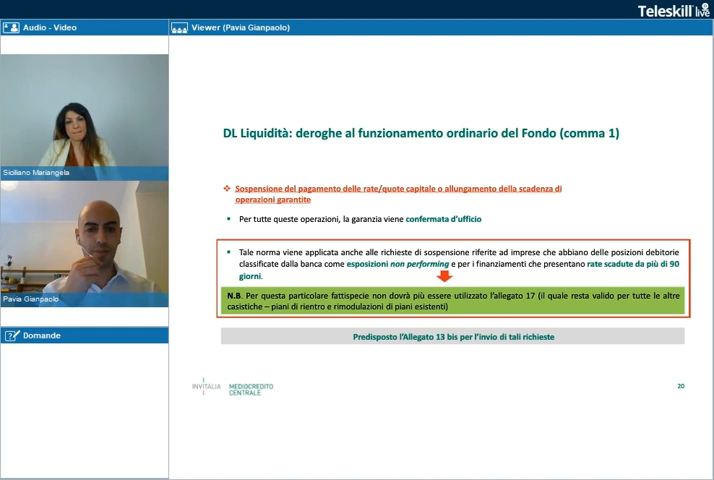 Teleskill live
Audio - Video
Viewer (Pavia Gianpaolo)
Siciliano Mariangela
Pavia Gianpaolo
Domande
DL Liquidità: deroghe al funzionamento ordinario del Fondo (comma 1)
❖ Sospensione del pagamento delle rate/quote capitale o allungamento della scadenza di
operazioni garantite
▪ Per tutte queste operazioni, la garanzia viene confermata d'ufficio
▪ Tale norma viene applicata anche alle richieste di sospensione riferite ad imprese che abbiano delle posizioni debitorie
classificate dalla banca come esposizioni non performing e per i finanziamenti che presentano rate scadute da più di 90
giorni.
N.B. Per questa particolare fattispecie non dovrà più essere utilizzato l'allegato 17 (il quale resta valido per tutte le altre
casistiche – piani di rientro e rimodulazioni di piani esistenti)
Predisposto l'Allegato 13 bis per l'invio di tali richieste
INVITALIA
MEDIOCREDITO
CENTRALE
20